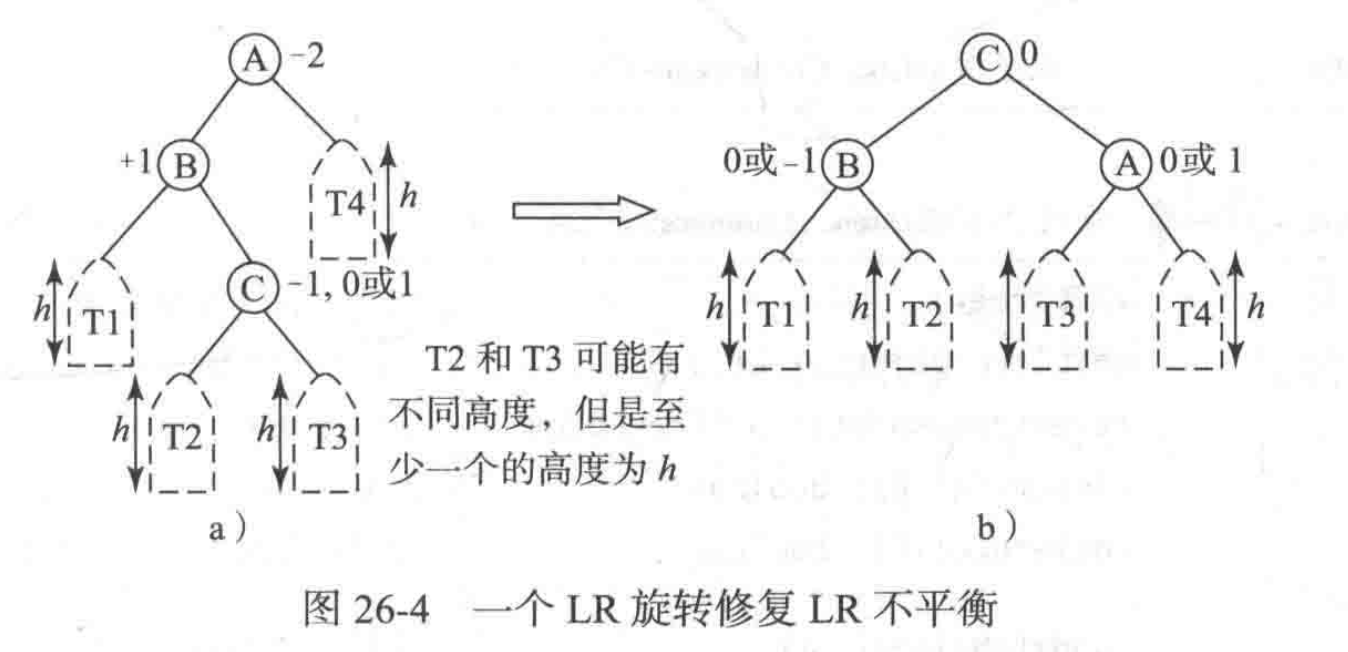 A -2
C 0
+1 B
0或-1 B
A 0或1
T4 h
h T1
C -1, 0或1
h T1
h T2
h T3
T4 h
T2 和 T3 可能有
不同高度，但是至
少一个的高度为 h
h T2
h T3
a）
b）
图 26-4 一个 LR 旋转修复 LR 不平衡